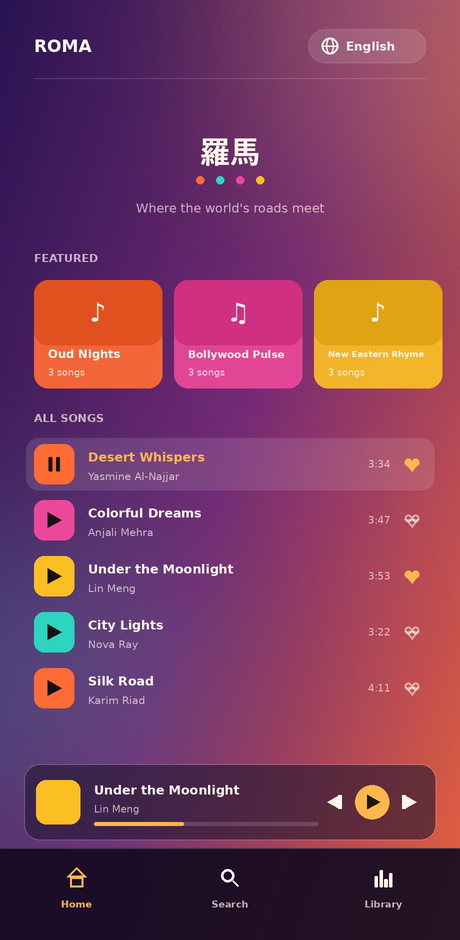 ROMA
English
羅馬
Where the world's roads meet
FEATURED
Oud Nights
3 songs
Bollywood Pulse
3 songs
New Eastern Rhyme
3 songs
ALL SONGS
Desert Whispers
Yasmine Al-Najjar
3:34
Colorful Dreams
Anjali Mehra
3:47
Under the Moonlight
Lin Meng
3:53
City Lights
Nova Ray
3:22
Silk Road
Karim Riad
4:11
Under the Moonlight
Lin Meng
Home
Search
Library